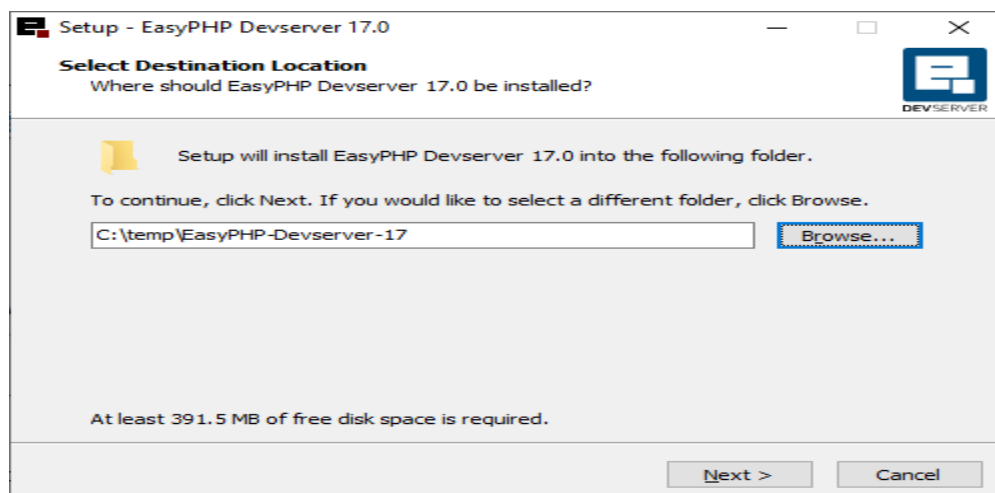 Setup - EasyPHP Devserver 17.0
Select Destination Location
Where should EasyPHP Devserver 17.0 be installed?
DEVSERVER
Setup will install EasyPHP Devserver 17.0 into the following folder.
To continue, click Next. If you would like to select a different folder, click Browse.
C:\temp\EasyPHP-Devserver-17
Browse...
At least 391.5 MB of free disk space is required.
Next >
Cancel